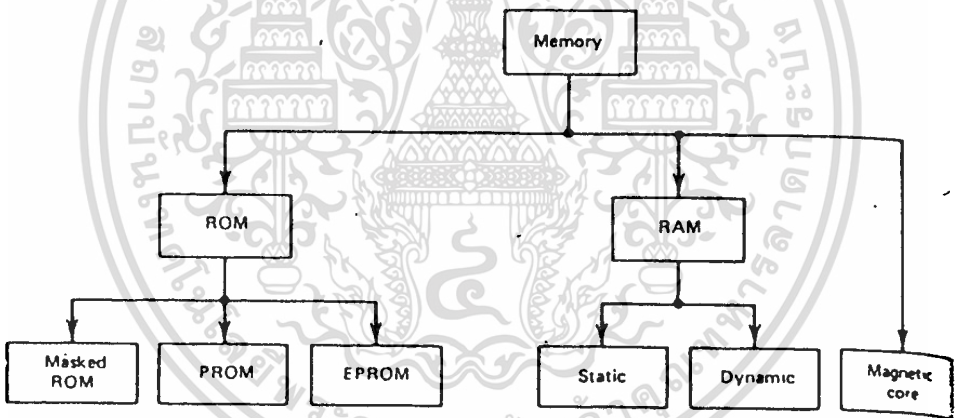 Memory
ROM
RAM
Masked
ROM
PROM
EPROM
Static
Dynamic
Magnetic
core